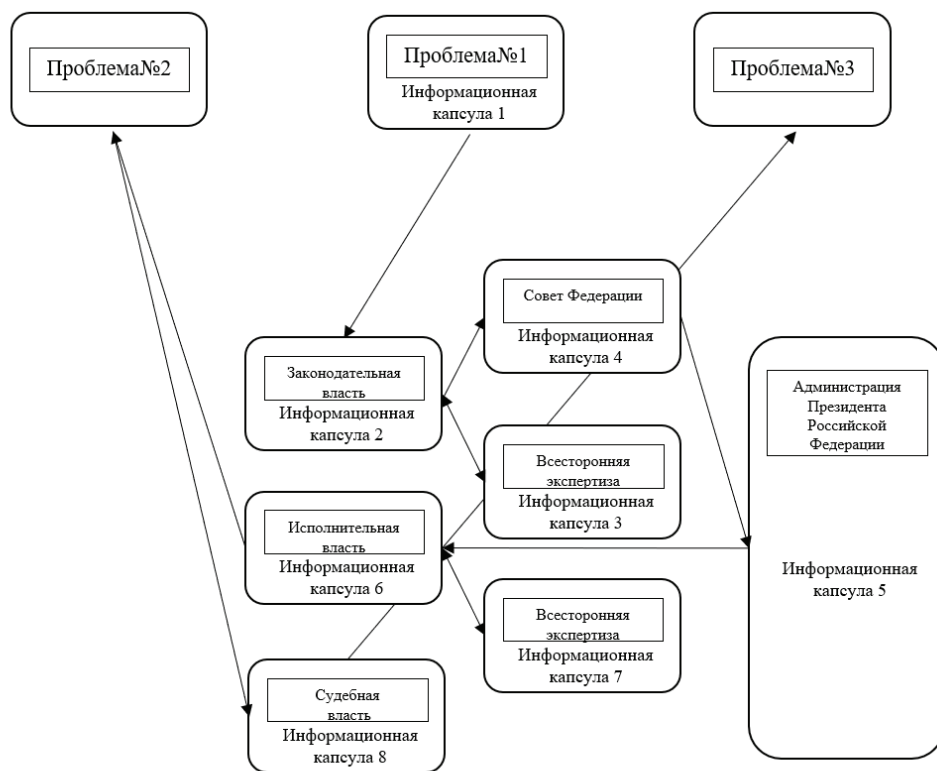 Проблема№2
Проблема№1
Информационная
капсула 1
Проблема№3
Совет Федерации
Информационная
капсула 4
Законодательная
власть
Информационная
капсула 2
Администрация
Президента
Российской
Федерации
Информационная
капсула 5
Всесторонняя
экспертиза
Информационная
капсула 3
Исполнительная
власть
Информационная
капсула 6
Всесторонняя
экспертиза
Информационная
капсула 7
Судебная
власть
Информационная
капсула 8